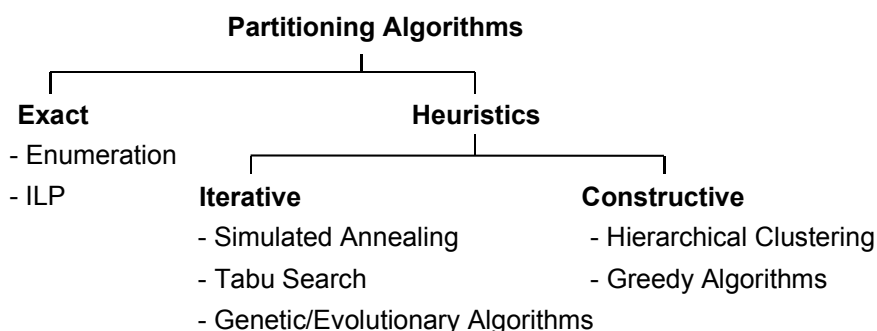 Partitioning Algorithms
Exact
Heuristics
- Enumeration
- ILP
Iterative
Constructive
- Simulated Annealing
- Hierarchical Clustering
- Tabu Search
- Greedy Algorithms
- Genetic/Evolutionary Algorithms